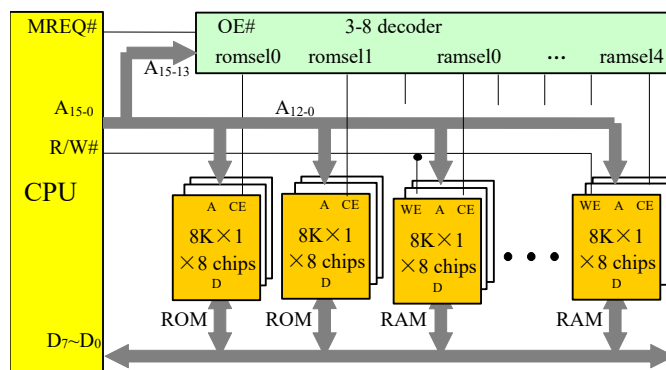 MREQ# OE# 3-8 decoder
romsel0 romsel1 ramsel0 ... ramsel4
A15-13
A15-0 A12-0
R/W#
CPU
A CE A CE WE A CE WE A CE
8K×1 8K×1 8K×1 8K×1
×8 chips ×8 chips ×8 chips ×8 chips
D D D D
ROM ROM RAM RAM
D7~D0